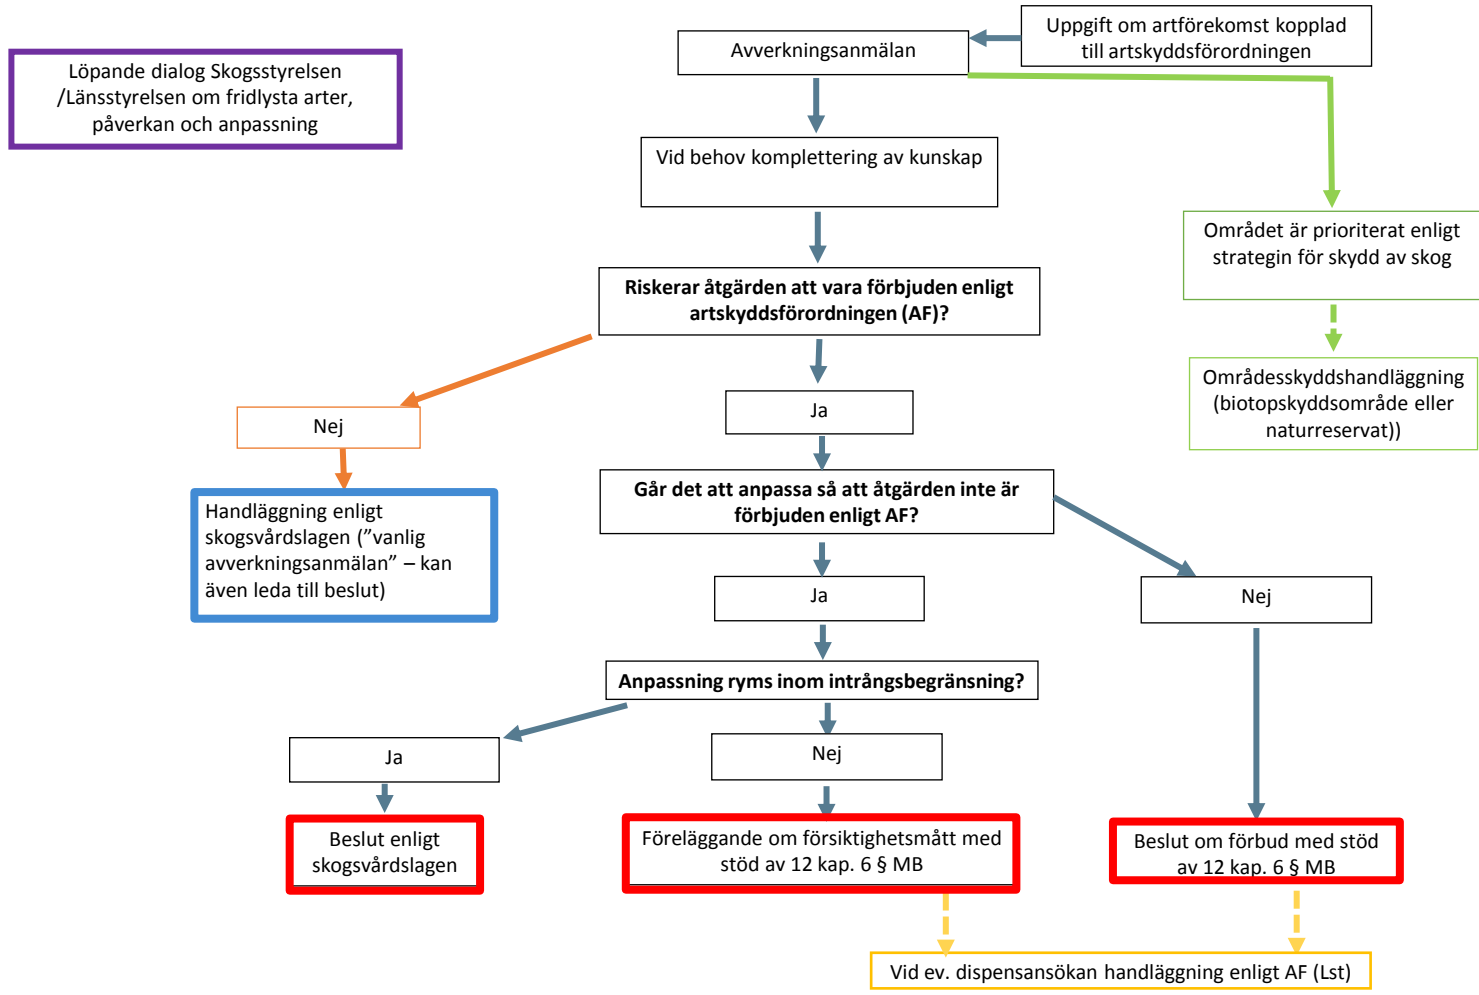 Uppgift om artförekomst kopplad
till artskyddsförordningen
Avverkningsanmälan
Löpande dialog Skogsstyrelsen
/Länsstyrelsen om fridlysta arter,
påverkan och anpassning
Vid behov komplettering av kunskap
Området är prioriterat enligt
strategin för skydd av skog
Riskerar åtgärden att vara förbjuden enligt
artskyddsförordningen (AF)?
Områdesskyddshandläggning
(biotopskyddsområde eller
naturreservat))
Ja
Nej
Går det att anpassa så att åtgärden inte är
förbjuden enligt AF?
Handläggning enligt
skogsvårdslagen (”vanlig
avverkningsanmälan” – kan
även leda till beslut)
Ja
Nej
Anpassning ryms inom intrångsbegränsning?
Ja
Nej
Beslut enligt
skogsvårdslagen
Föreläggande om försiktighetsmått med
stöd av 12 kap. 6 § MB
Beslut om förbud med stöd
av 12 kap. 6 § MB
Vid ev. dispensansökan handläggning enligt AF (Lst)